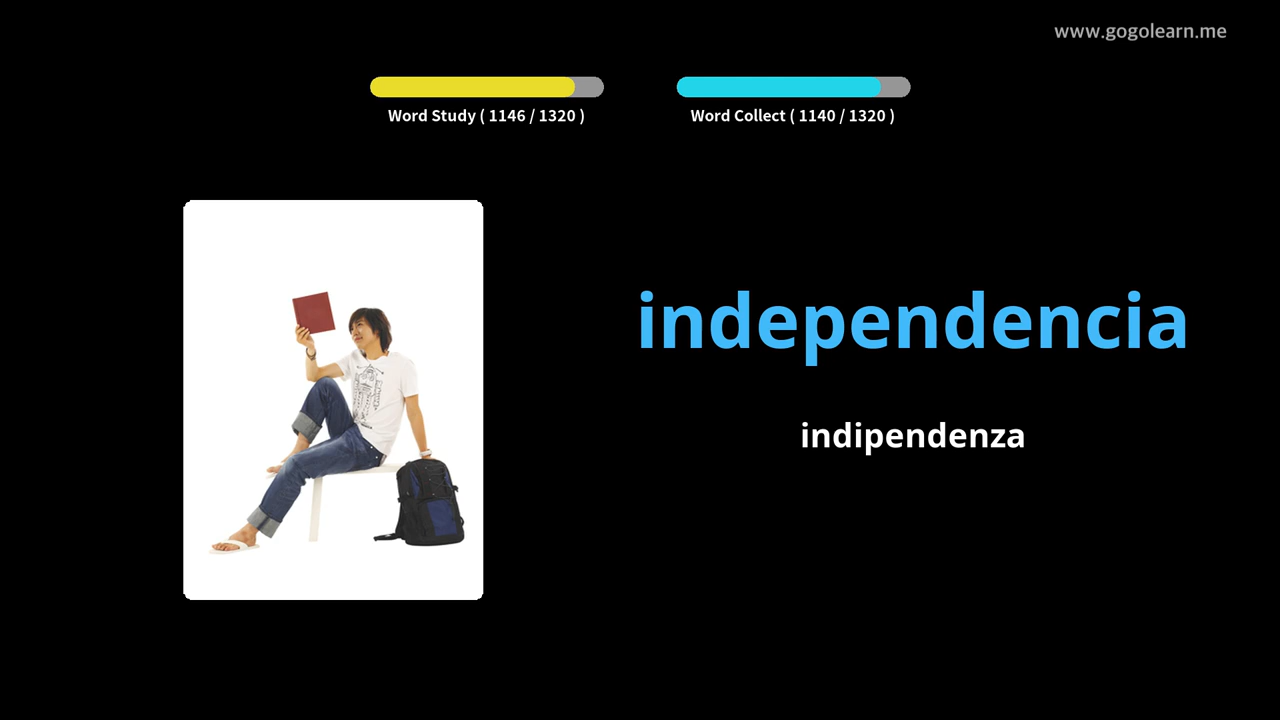 www.gogolearn.me
Word Study ( 1146 / 1320 )
Word Collect ( 1140 / 1320 )
independencia
indipendenza